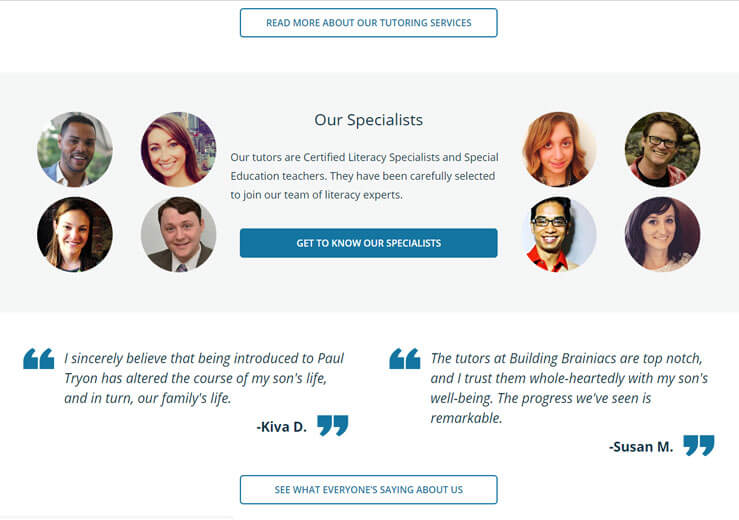 READ MORE ABOUT OUR TUTORING SERVICES
Our Specialists
Our tutors are Certified Literacy Specialists and Special
Education teachers. They have been carefully selected
to join our team of literacy experts.
GET TO KNOW OUR SPECIALISTS
❝ I sincerely believe that being introduced to Paul
Tryon has altered the course of my son's life,
and in turn, our family's life.
-Kiva D. ❞
❝ The tutors at Building Brainiacs are top notch,
and I trust them whole-heartedly with my son's
well-being. The progress we've seen is
remarkable.
-Susan M. ❞
SEE WHAT EVERYONE'S SAYING ABOUT US